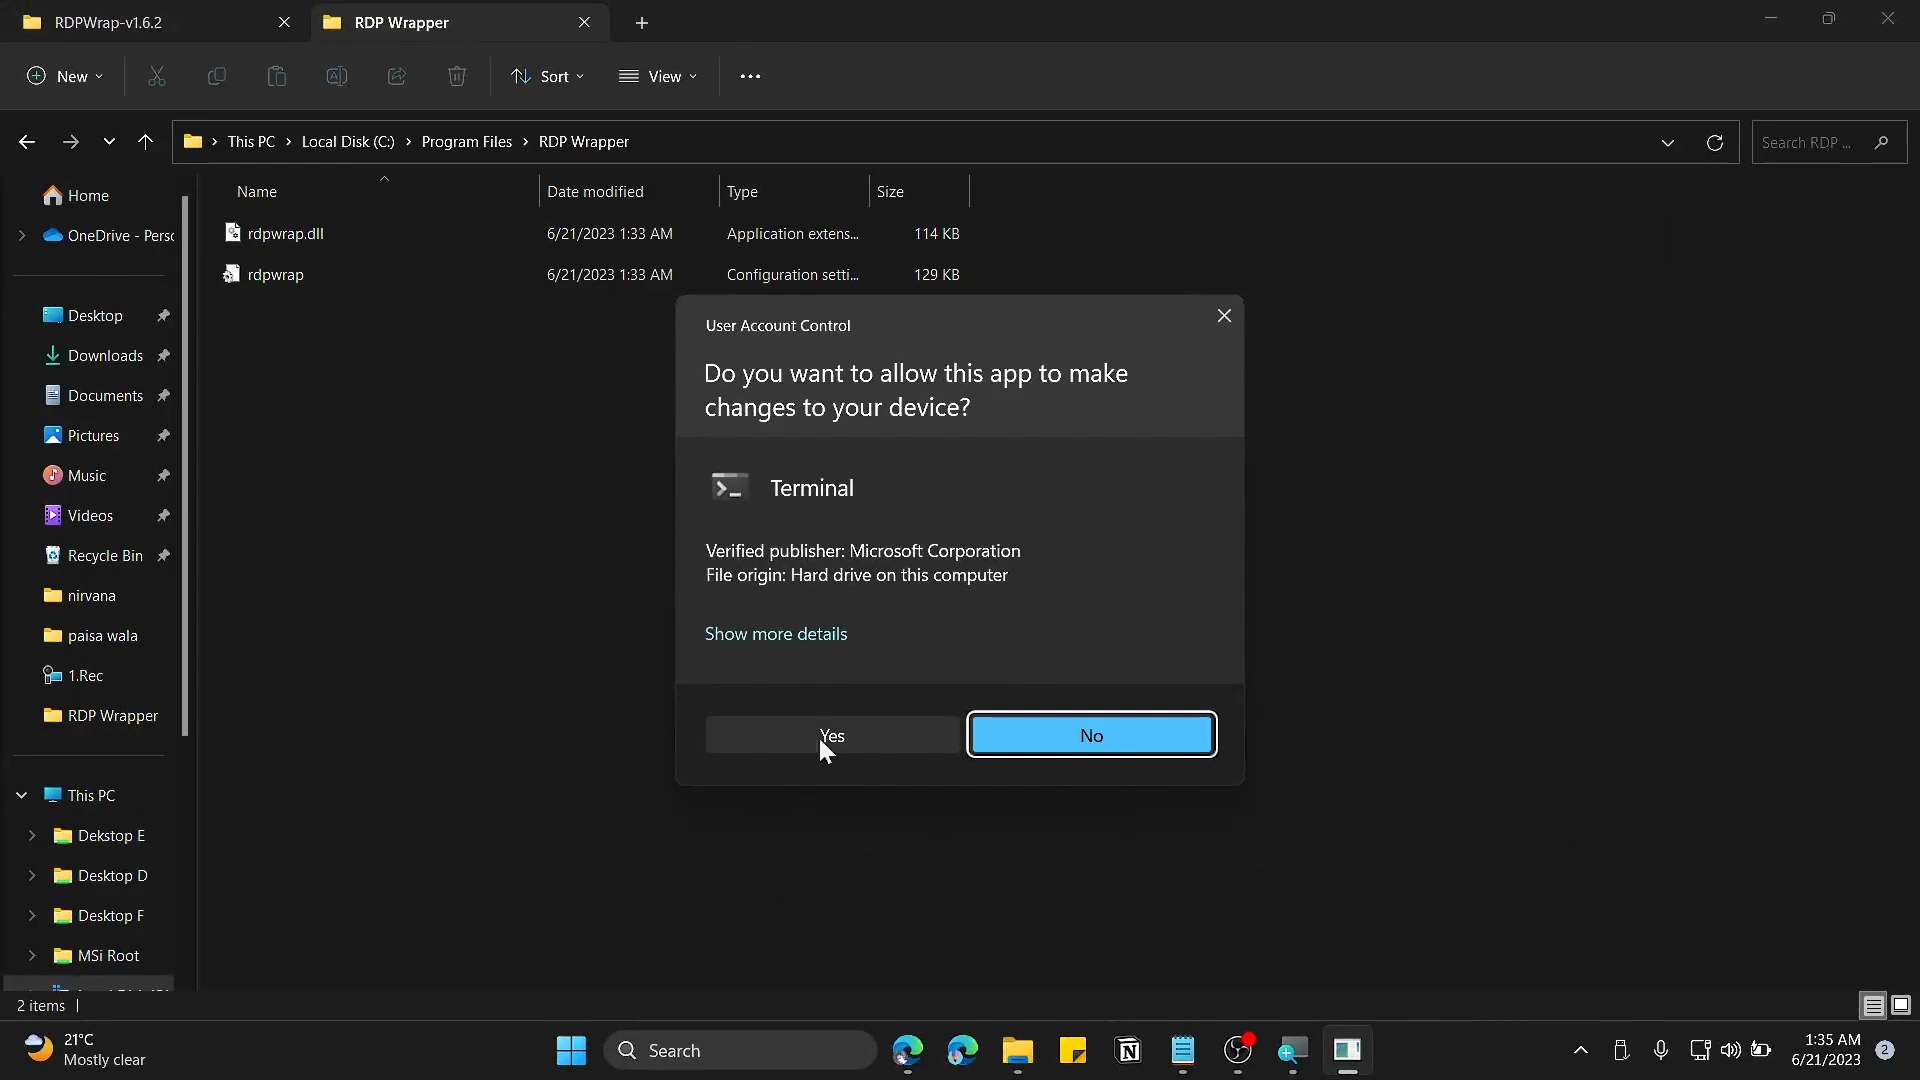 RDPWrap-v1.6.2
RDP Wrapper
New
Sort
View
This PC
Local Disk (C:)
Program Files
RDP Wrapper
Search RDP ...
Name
Date modified
Type
Size
rdpwrap.dll
6/21/2023 1:33 AM
Application extens...
114 KB
rdpwrap
6/21/2023 1:33 AM
Configuration setti...
129 KB
Home
OneDrive - Perso
Desktop
Downloads
Documents
Pictures
Music
Videos
Recycle Bin
nirvana
paisa wala
1.Rec
RDP Wrapper
This PC
Dekstop E
Desktop D
Desktop F
MSi Root
User Account Control
Do you want to allow this app to make
changes to your device?
Terminal
Verified publisher: Microsoft Corporation
File origin: Hard drive on this computer
Show more details
Yes
No
2 items
21°C
Mostly clear
Search
1:35 AM
6/21/2023
2